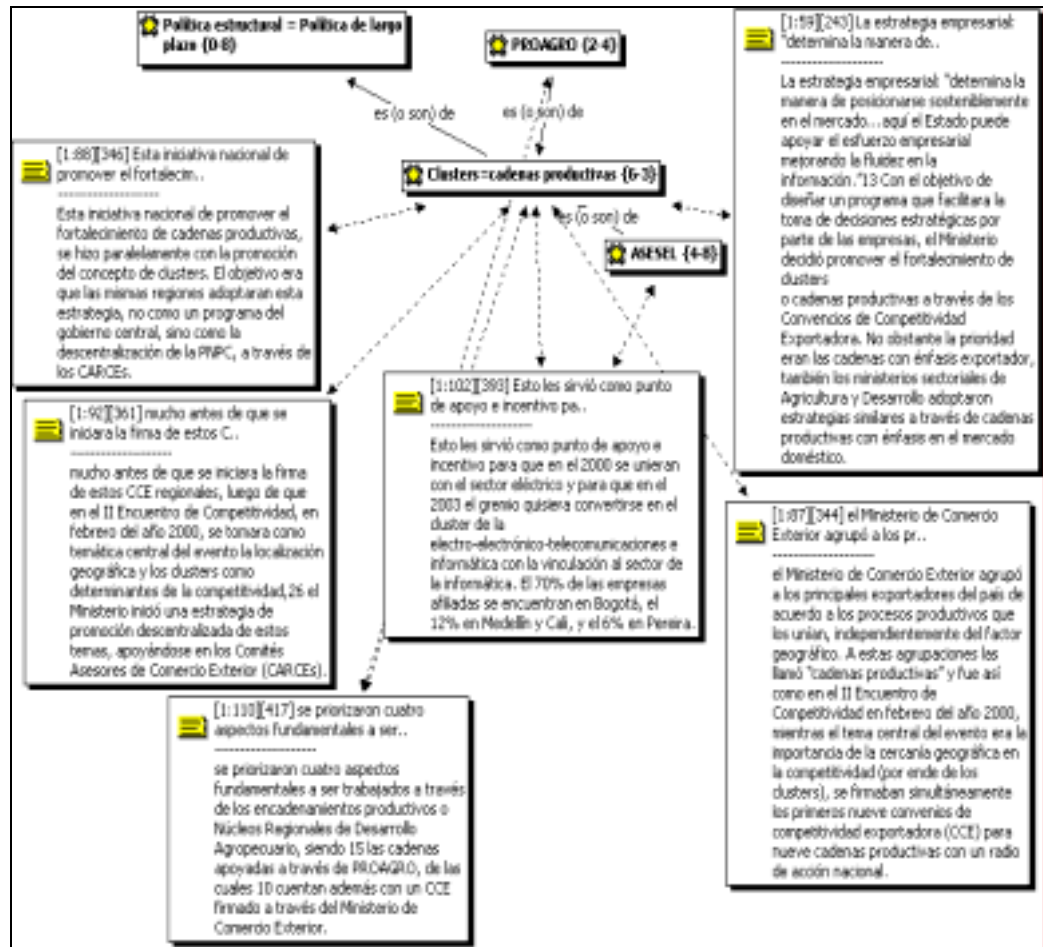 Política estructural = Política de largo
plazo {0-8}
PROAGRO {2-4}
es (o son) de
es (o son) de
Clusters=cadenas productivas {6-3}
es (o son) de
ASESEL {4-8}
[1:59][243] La estrategia empresarial:
"determina la manera de..
--------------------
La estrategia empresarial: "determina la
manera de posicionarse sosteniblemente
en el mercado...aquí el Estado puede
apoyar el esfuerzo empresarial
mejorando la fluidez en la
información."13 Con el objetivo de
diseñar un programa que facilitara la
toma de decisiones estratégicas por
parte de las empresas, el Ministerio
decidió promover el fortalecimiento de
clusters
o cadenas productivas a través de los
Convencios de Competitividad
Exportadora. No obstante la prioridad
eran las cadenas con énfasis exportador,
también los ministerios sectoriales de
Agricultura y Desarrollo adoptaron
estrategias similares a través de cadenas
productivas con énfasis en el mercado
doméstico.
[1:88][346] Esta iniciativa nacional de
promover el fortalecim..
--------------------
Esta iniciativa nacional de promover el
fortalecimiento de cadenas productivas,
se hizo paralelamente con la promoción
del concepto de clusters. El objetivo era
que las mismas regiones adoptaran esta
estrategia, no como un programa del
gobierno central, sino como la
descentralización de la PNPC, a través de
los CARCEs.
[1:92][361] mucho antes de que se
iniciara la firma de estos C..
--------------------
mucho antes de que se iniciara la firma
de estos CCE regionales, luego de que
en el II Encuentro de Competitividad, en
febrero del año 2000, se tomara como
temática central del evento la localización
geográfica y los clusters como
determinantes de la competitividad,26 el
Ministerio inició una estrategia de
promoción descentralizada de estos
temas, apoyándose en los Comités
Asesores de Comercio Exterior (CARCEs).
[1:102][393] Esto les sirvió como punto
de apoyo e incentivo pa..
--------------------
Esto les sirvió como punto de apoyo e
incentivo para que en el 2000 se unieran
con el sector eléctrico y para que en el
2003 el gremio quisiera convertirse en el
cluster de la
electro-electrónico-telecomunicaciones e
informática con la vinculación al sector de
la informática. El 70% de las empresas
afiliadas se encuentran en Bogotá, el
12% en Medellín y Cali, y el 6% en Pereira.
[1:87][344] el Ministerio de Comercio
Exterior agrupó a los pr..
--------------------
el Ministerio de Comercio Exterior agrupó
a los principales exportadores del país de
acuerdo a los procesos productivos que
los unían, independientemente del factor
geográfico. A estas agrupaciones las
llamó "cadenas productivas" y fue así
como en el II Encuentro de
Competitividad en febrero del año 2000,
mientras el tema central del evento era la
importancia de la cercanía geográfica en
la competitividad (por ende de los
clusters), se firmaban simultáneamente
los primeros nueve convenios de
competitividad exportadora (CCE) para
nueve cadenas productivas con un radio
de acción nacional.
[1:110][417] se priorizaron cuatro
aspectos fundamentales a ser..
--------------------
se priorizaron cuatro aspectos
fundamentales a ser trabajados a través
de los encadenamientos productivos o
Núcleos Regionales de Desarrollo
Agropecuario, siendo 15 las cadenas
apoyadas a través de PROAGRO, de las
cuales 10 cuentan además con un CCE
firmado a través del Ministerio de
Comercio Exterior.